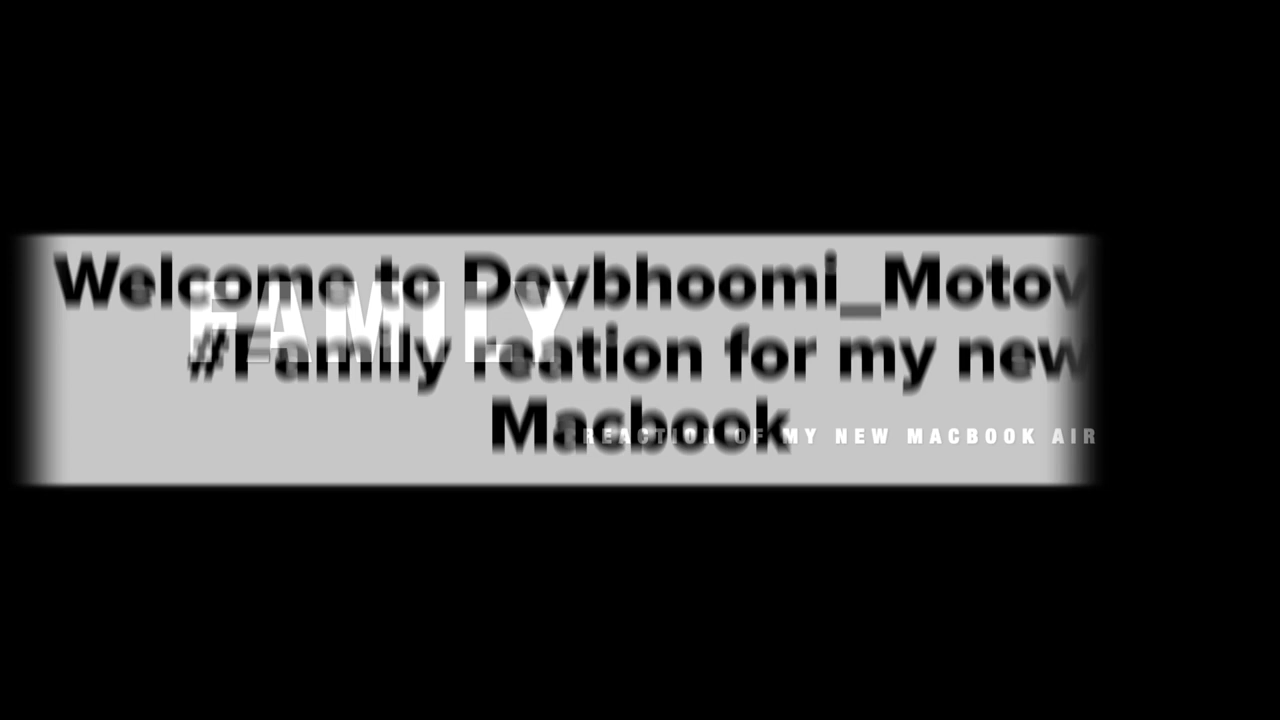 Welcome to Devbhoomi_Motov
FAMILY
#Family reation for my new
Macbook
REACTION OF MY NEW MACBOOK AIR